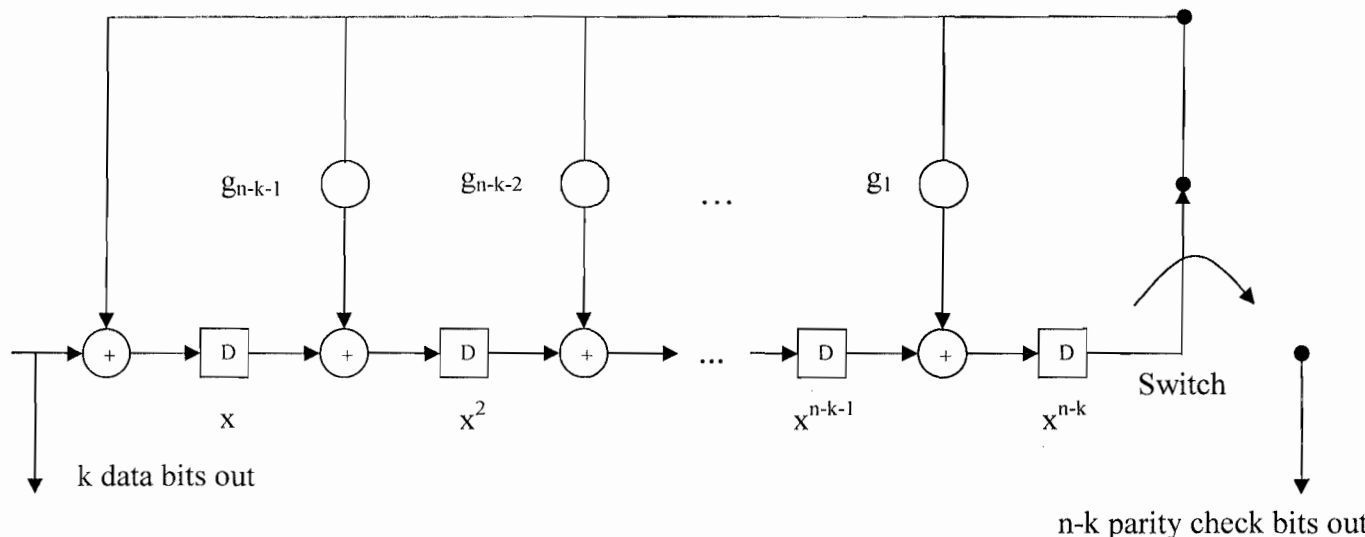 g_{n-k-1} g_{n-k-2} ... g_1
+ D + D + ... D + D
x x^2 x^{n-k-1} x^{n-k}
Switch
k data bits out
n-k parity check bits out